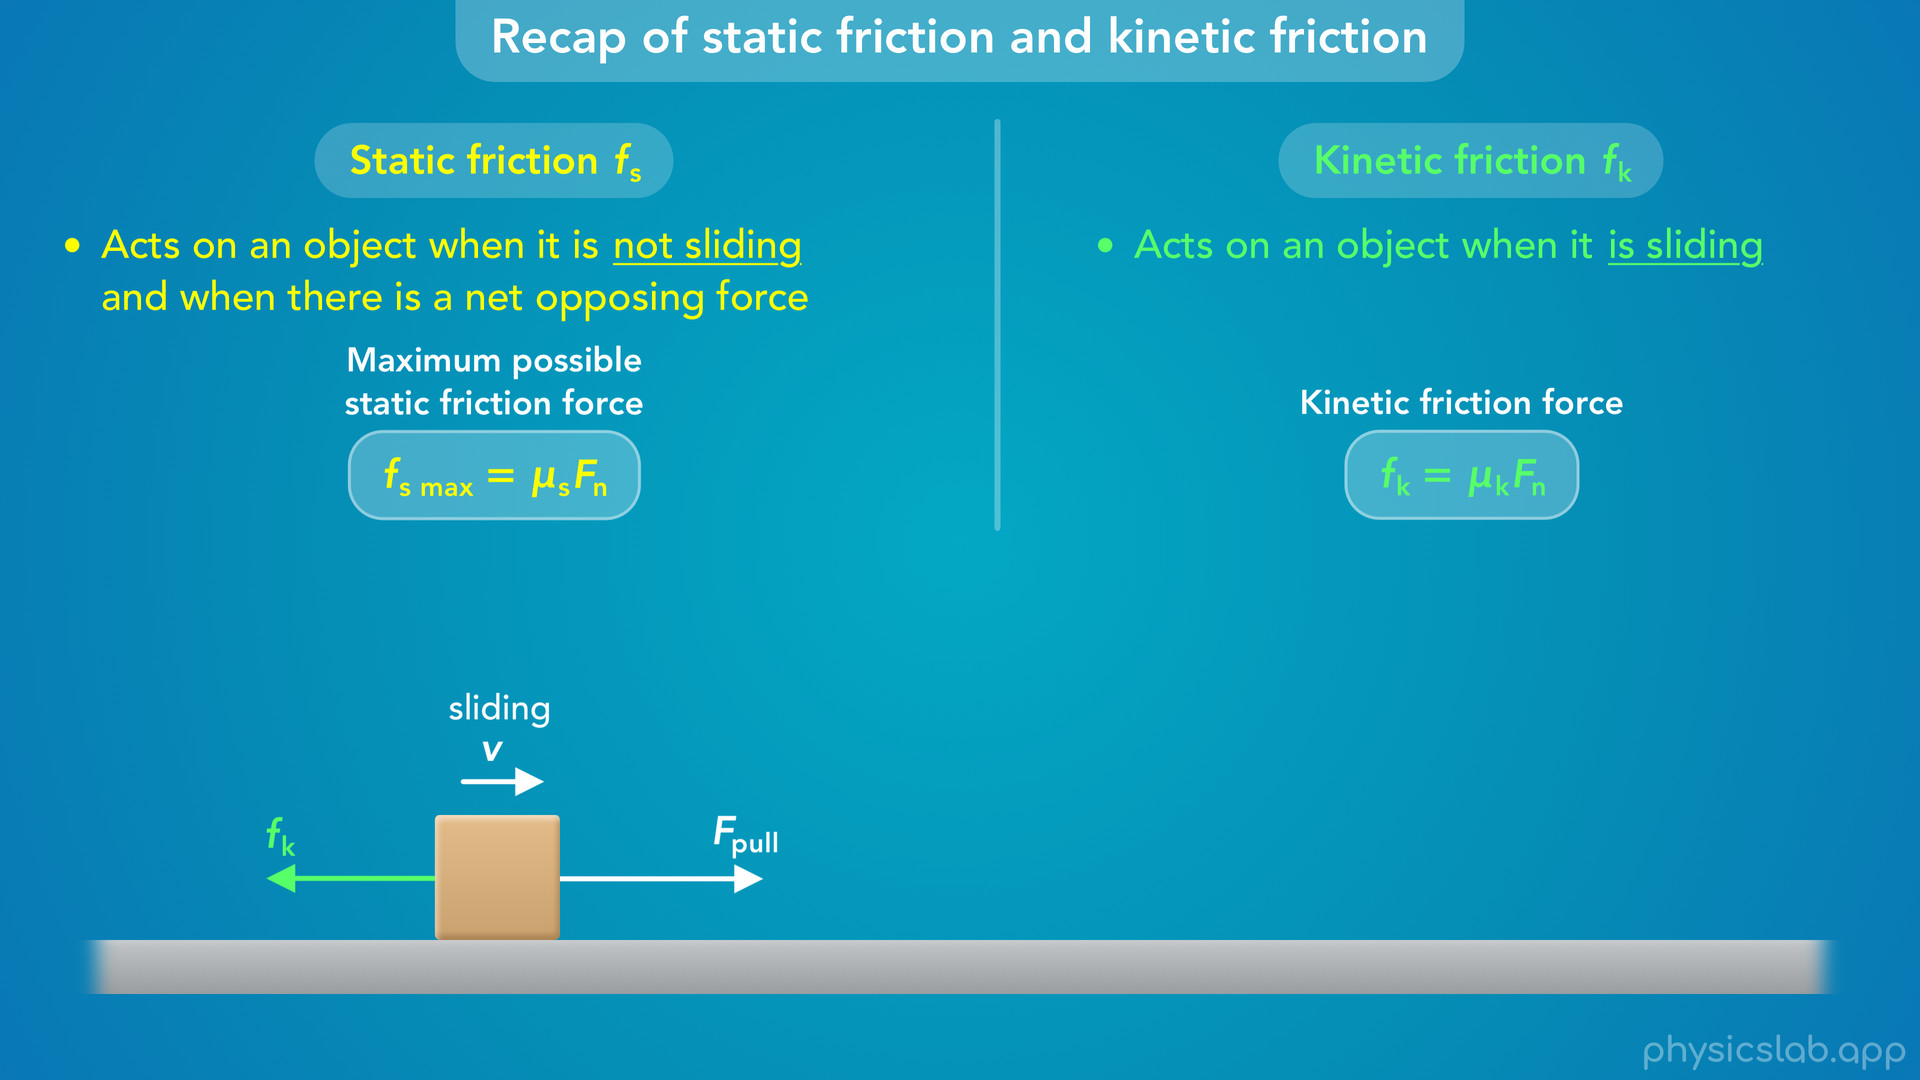 Recap of static friction and kinetic friction
Static friction fs
• Acts on an object when it is not sliding
and when there is a net opposing force
Maximum possible
static friction force
fs max = μsFn
Kinetic friction fk
• Acts on an object when it is sliding
Kinetic friction force
fk = μkFn
sliding
v
fk
Fpull
physicslab.app